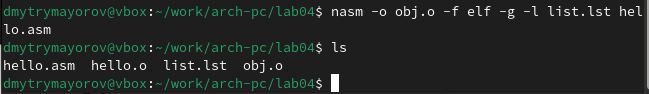 dmytrymayorov@vbox:~/work/arch-pc/lab04$ nasm -o obj.o -f elf -g -l list.lst hel
lo.asm
dmytrymayorov@vbox:~/work/arch-pc/lab04$ ls
hello.asm  hello.o  list.lst  obj.o
dmytrymayorov@vbox:~/work/arch-pc/lab04$